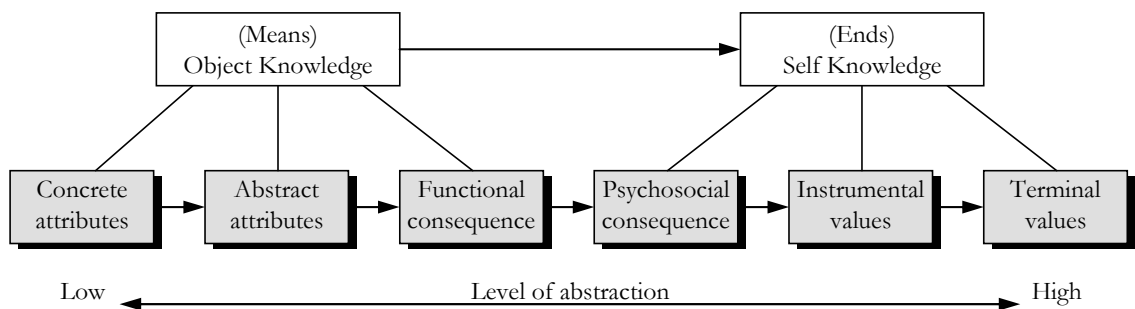 (Means)
Object Knowledge
(Ends)
Self Knowledge
Concrete
attributes
Abstract
attributes
Functional
consequence
Psychosocial
consequence
Instrumental
values
Terminal
values
Low
Level of abstraction
High